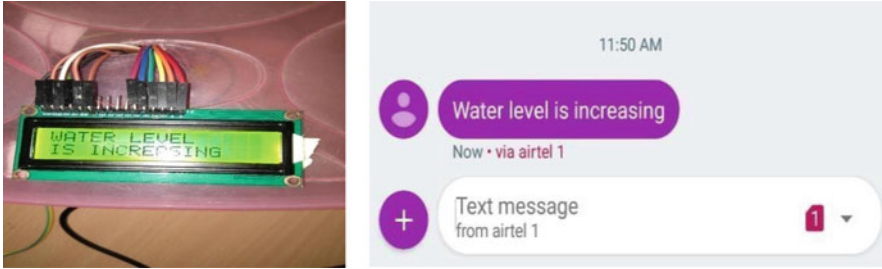 WATER LEVEL
IS INCREASING
11:50 AM
Water level is increasing
Now • via airtel 1
Text message
from airtel 1
1